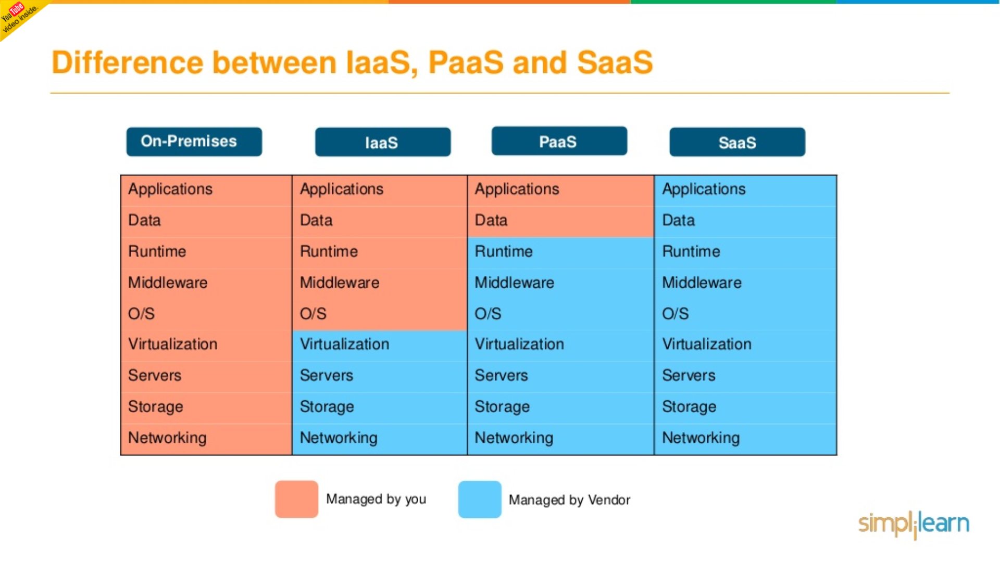 YouTube
video inside.
Difference between IaaS, PaaS and SaaS
On-Premises IaaS PaaS SaaS
Applications Applications Applications Applications
Data Data Data Data
Runtime Runtime Runtime Runtime
Middleware Middleware Middleware Middleware
O/S O/S O/S O/S
Virtualization Virtualization Virtualization Virtualization
Servers Servers Servers Servers
Storage Storage Storage Storage
Networking Networking Networking Networking
Managed by you Managed by Vendor
simplilearn